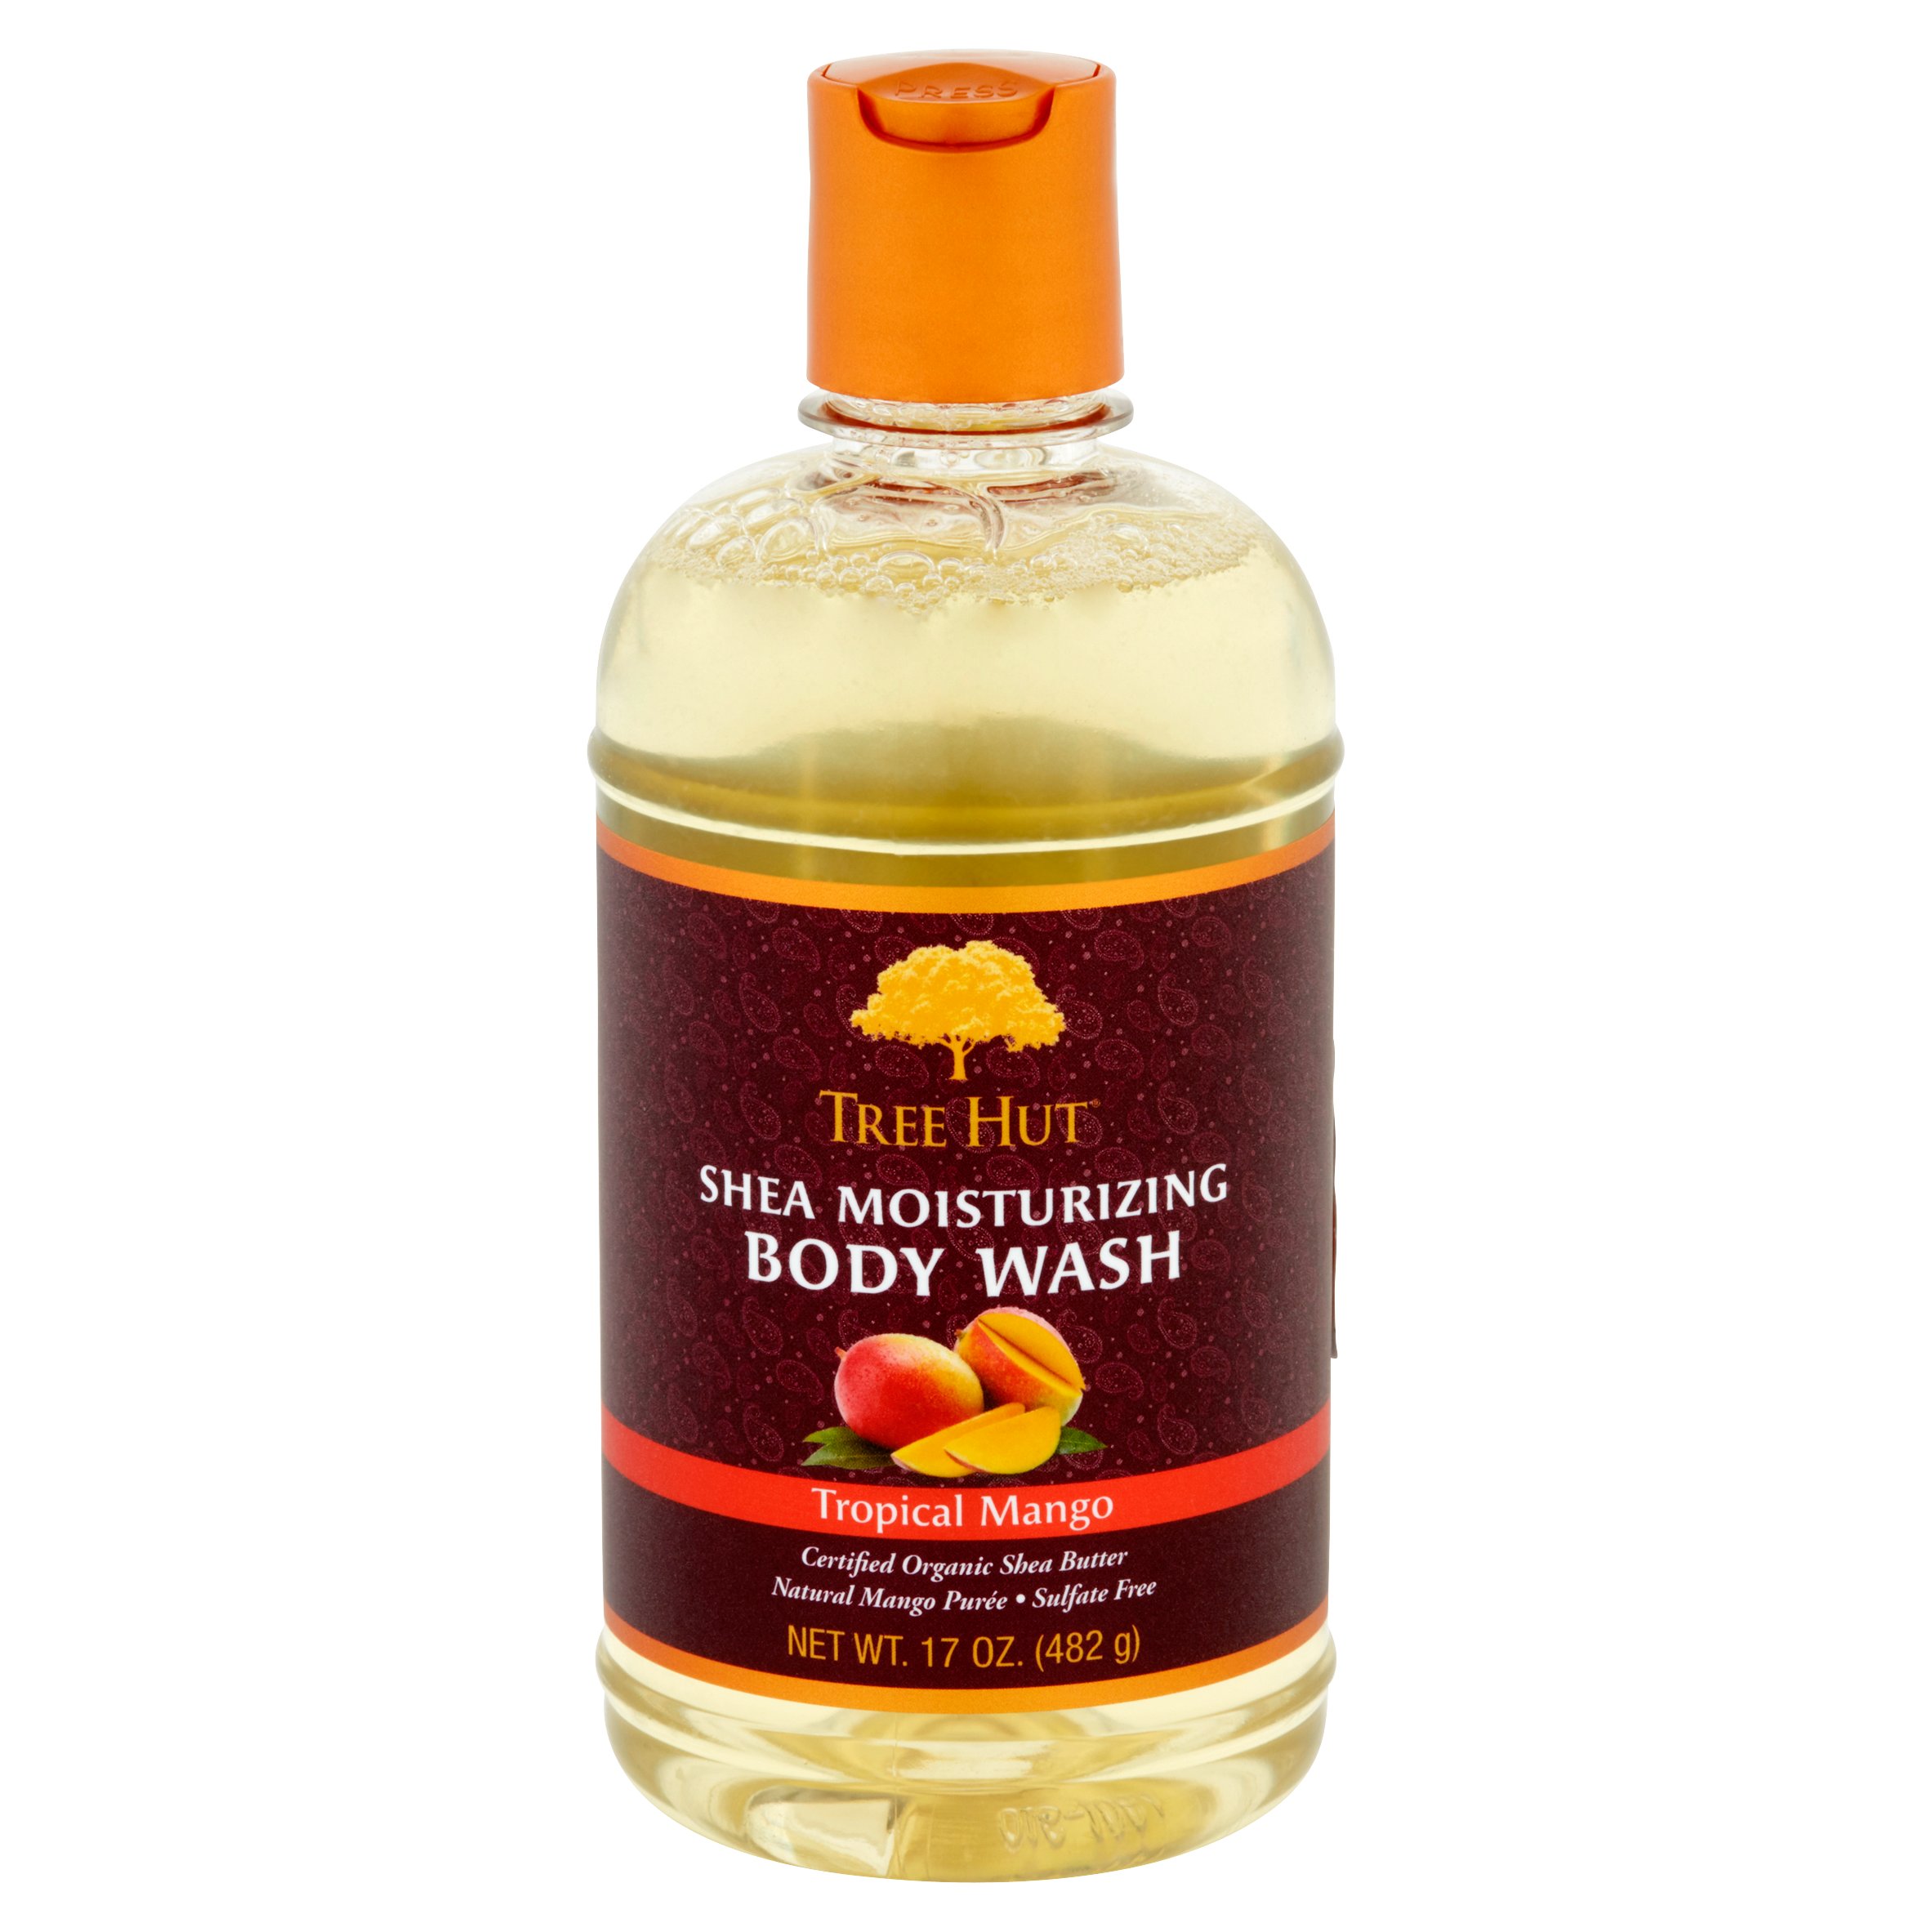 PRESS
TREE HUT®
SHEA MOISTURIZING
BODY WASH
Tropical Mango
Certified Organic Shea Butter
Natural Mango Purée • Sulfate Free
NET WT. 17 OZ. (482 g)